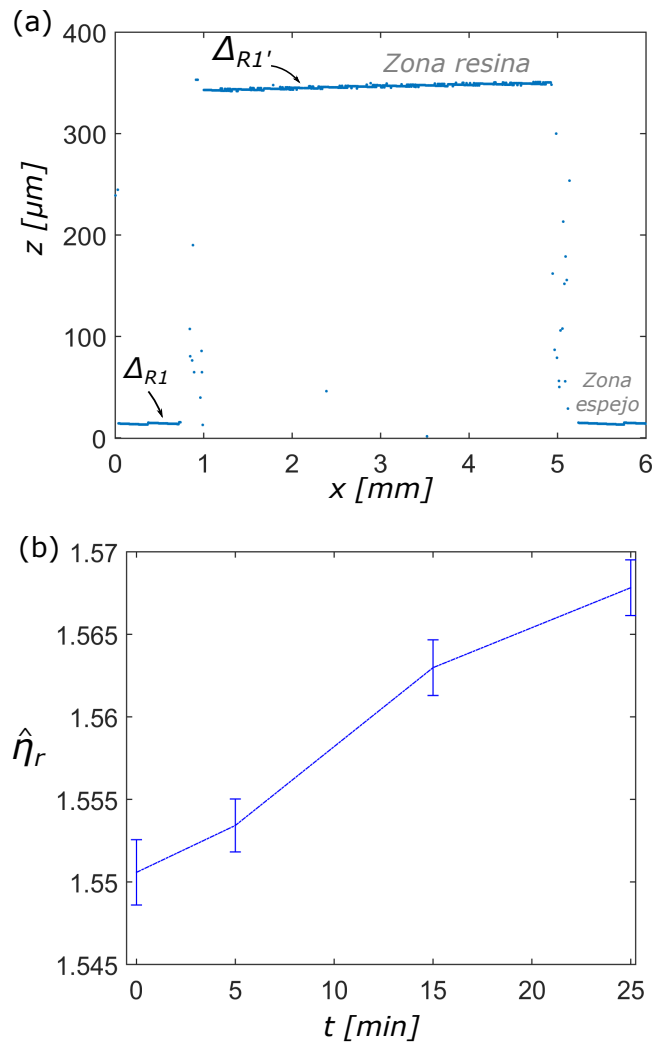 (a)
400
300
200
100
0
z [µm]
Δ_R1'
Zona resina
Δ_R1
Zona
espejo
0 1 2 3 4 5 6
x [mm]
(b)
1.57
1.565
1.56
1.555
1.55
1.545
η̂_r
0 5 10 15 20 25
t [min]